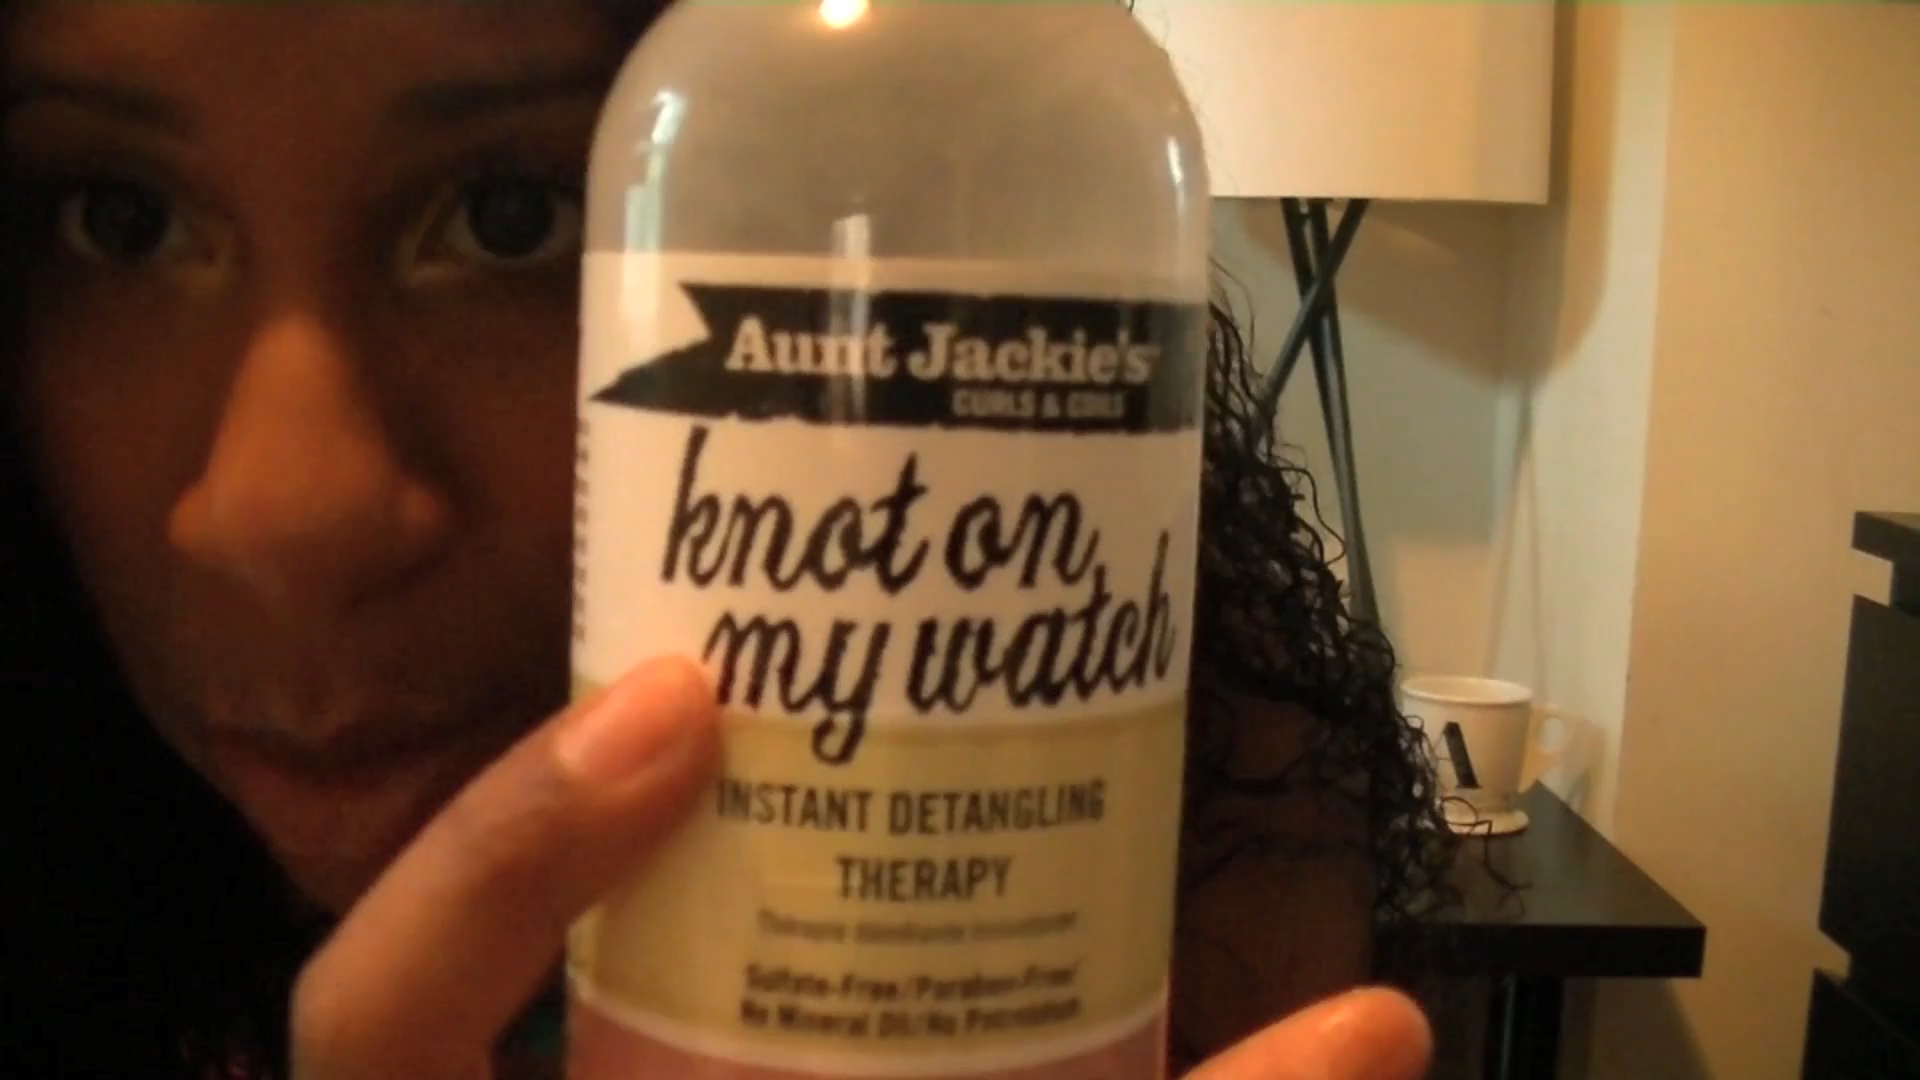 Aunt Jackie's
CURLS & COILS
knot on
my watch
INSTANT DETANGLING
THERAPY
Sulfate-Free/Paraben-Free/
No Mineral Oil/No Petrolatum
A